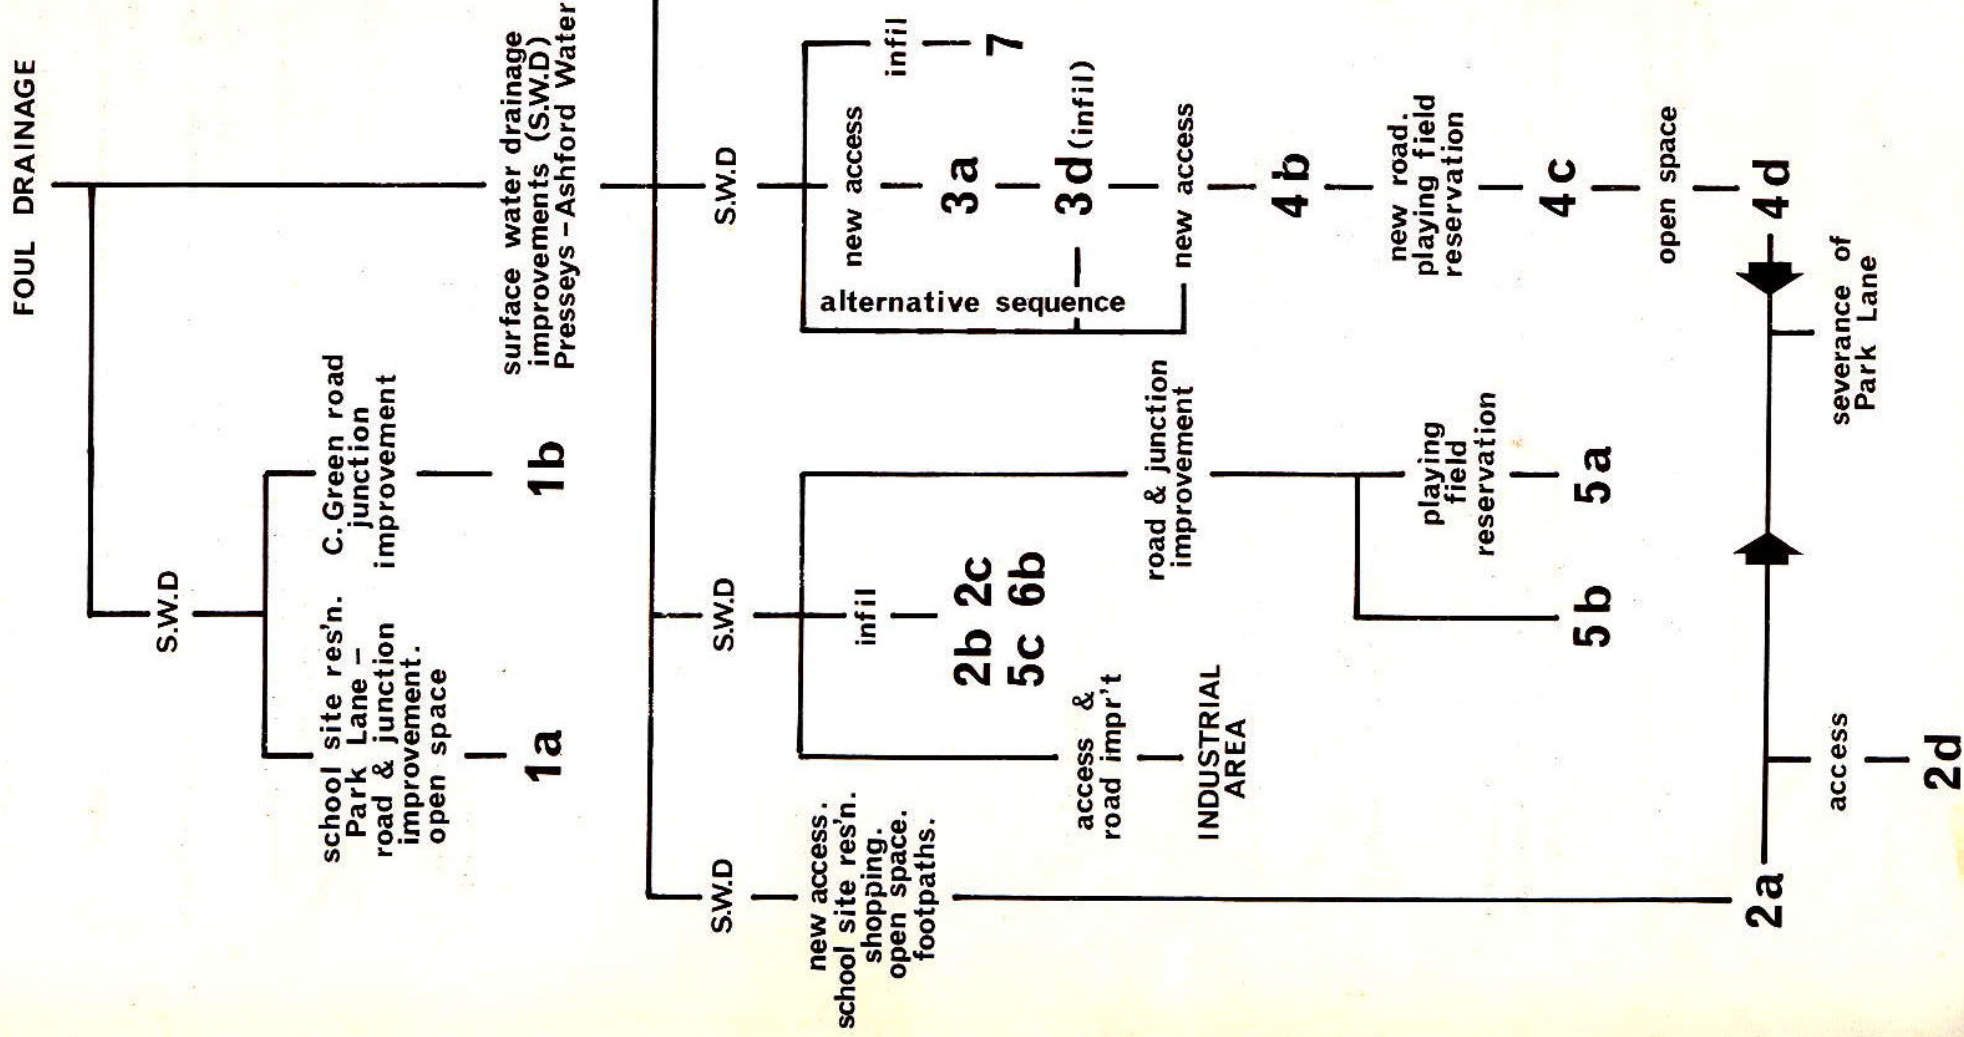 FOUL DRAINAGE
S.W.D
school site res'n.
Park Lane –
road & junction
improvement.
open space
1a
C.Green road
junction
improvement
1b
surface water drainage
improvements (S.W.D)
Presseys – Ashford Water
S.W.D
new access.
school site res'n.
shopping.
open space.
footpaths.
2a
S.W.D
infil
2b 2c
5c 6b
access &
road impr't
INDUSTRIAL
AREA
road & junction
improvement
5b
playing
field
reservation
5a
S.W.D
infil
7
new access
3a
3d (infil)
alternative sequence
new access
4b
new road.
playing field
reservation
4c
open space
4d
severance of
Park Lane
access
2d